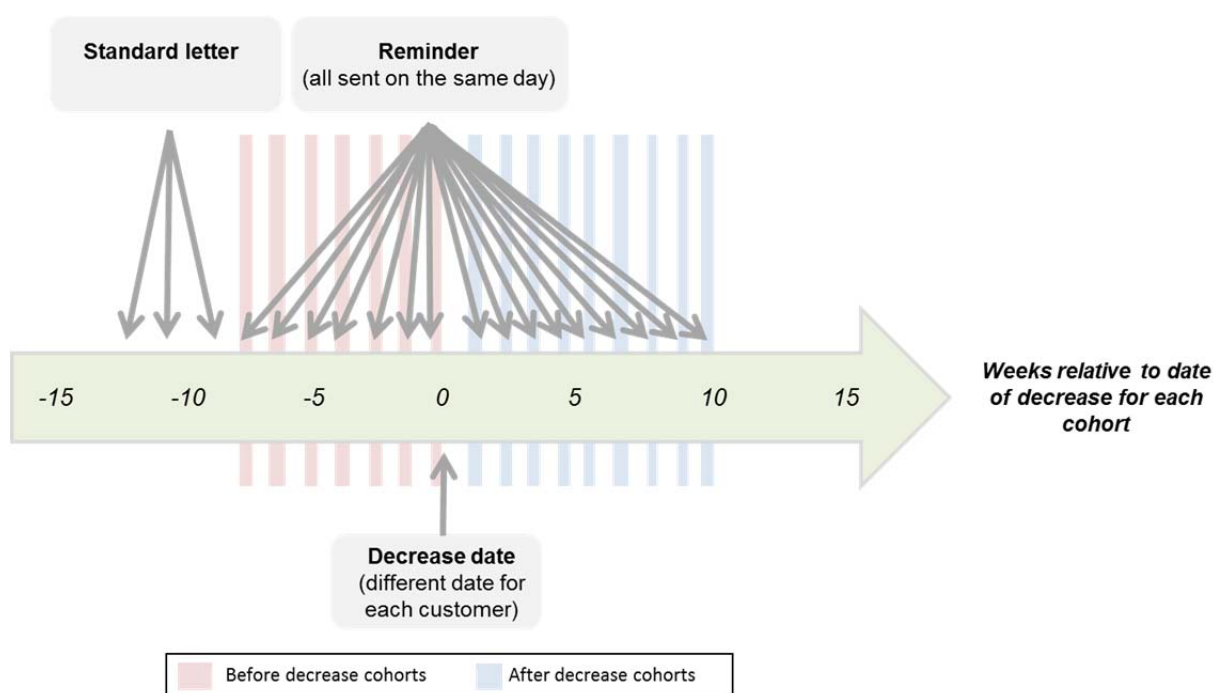 Standard letter
Reminder
(all sent on the same day)
-15 -10 -5 0 5 10 15
Weeks relative to date
of decrease for each
cohort
Decrease date
(different date for
each customer)
Before decrease cohorts
After decrease cohorts